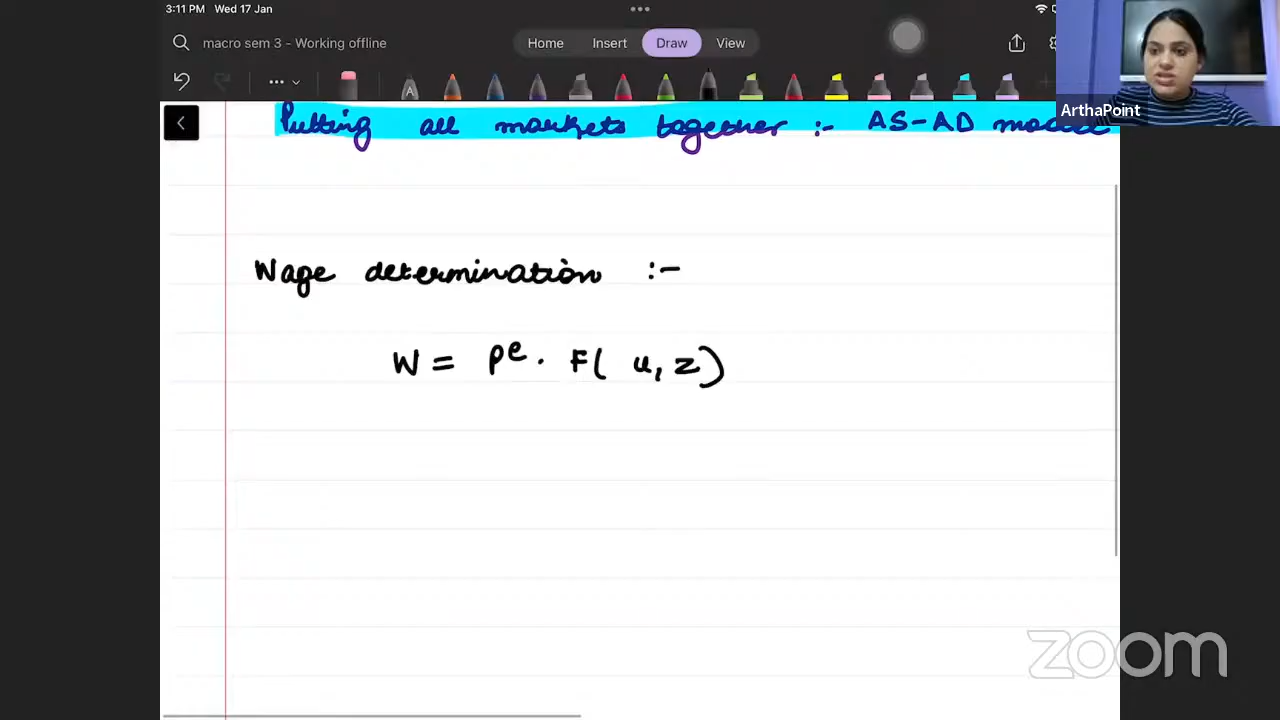 3:11 PM Wed 17 Jan
macro sem 3 - Working offline
Home Insert Draw View
A
ArthaPoint
Putting all markets together :- AS-AD model
Wage determination :-
W = Pe. F( u, z)
zoom